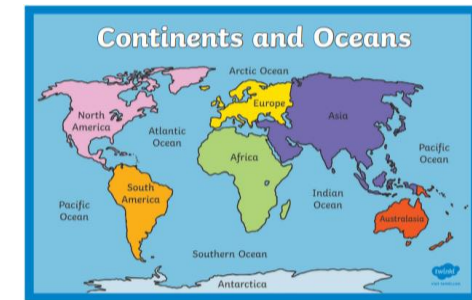 Continents and Oceans
Arctic Ocean
North
America
Europe
Asia
Atlantic
Ocean
Africa
Pacific
Ocean
South
America
Indian
Ocean
Pacific
Ocean
Australasia
Southern Ocean
Antarctica
twinkl